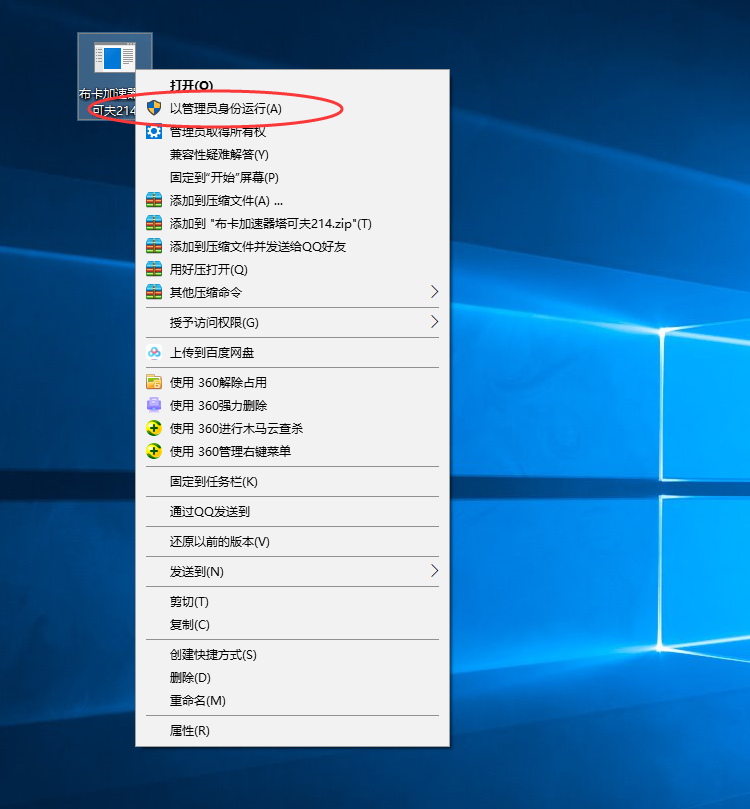 布卡加速器
可夫214
打开(O)
以管理员身份运行(A)
管理员取得所有权
兼容性疑难解答(Y)
固定到"开始"屏幕(P)
添加到压缩文件(A) ...
添加到 "布卡加速器塔可夫214.zip"(T)
添加到压缩文件并发送给QQ好友
用好压打开(Q)
其他压缩命令
授予访问权限(G)
上传到百度网盘
使用 360解除占用
使用 360强力删除
使用 360进行木马云查杀
使用 360管理右键菜单
固定到任务栏(K)
通过QQ发送到
还原以前的版本(V)
发送到(N)
剪切(T)
复制(C)
创建快捷方式(S)
删除(D)
重命名(M)
属性(R)